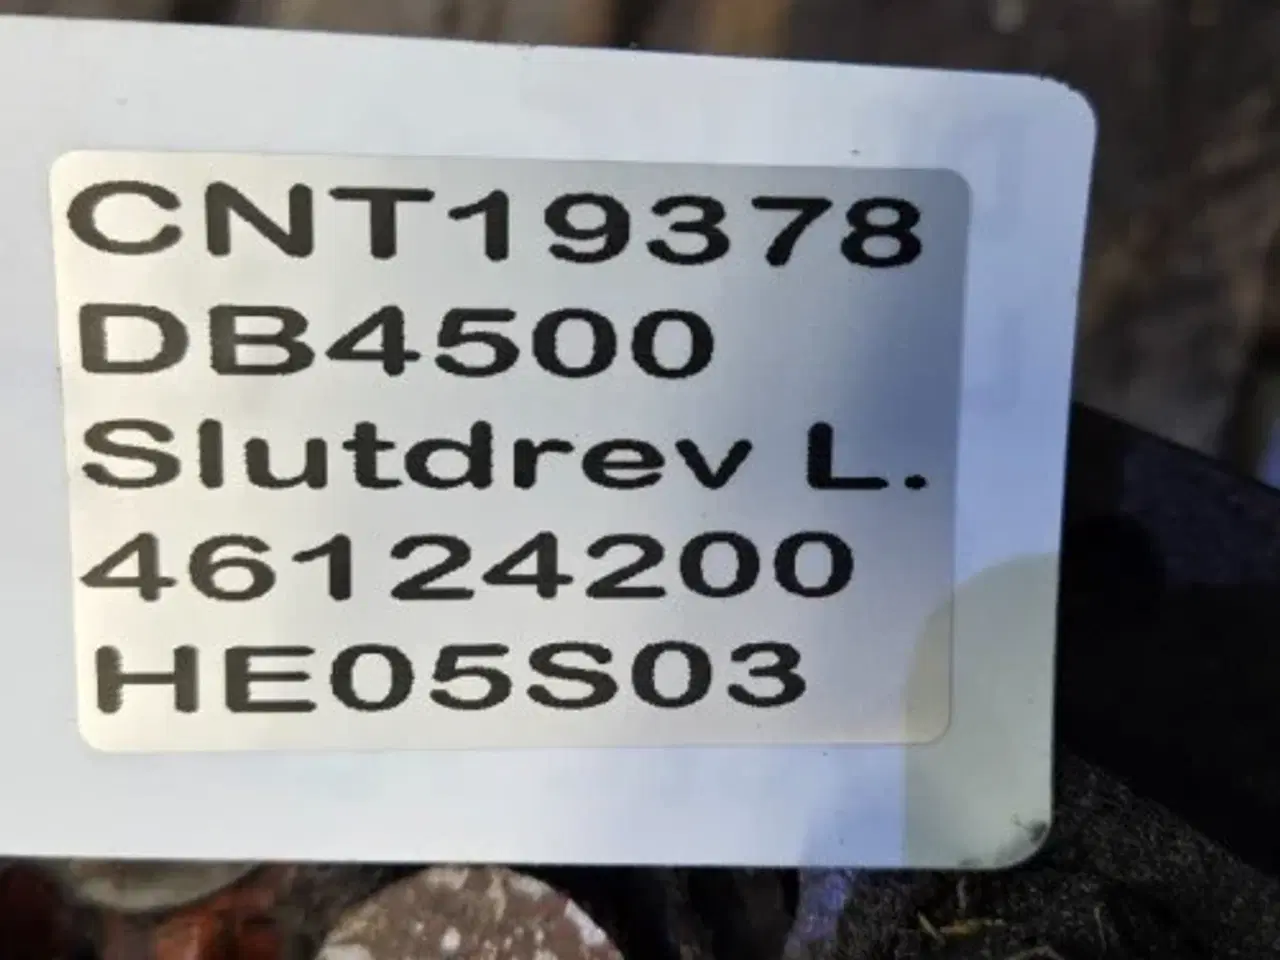 CNT19378
DB4500
Slutdrev L.
46124200
HE05S03